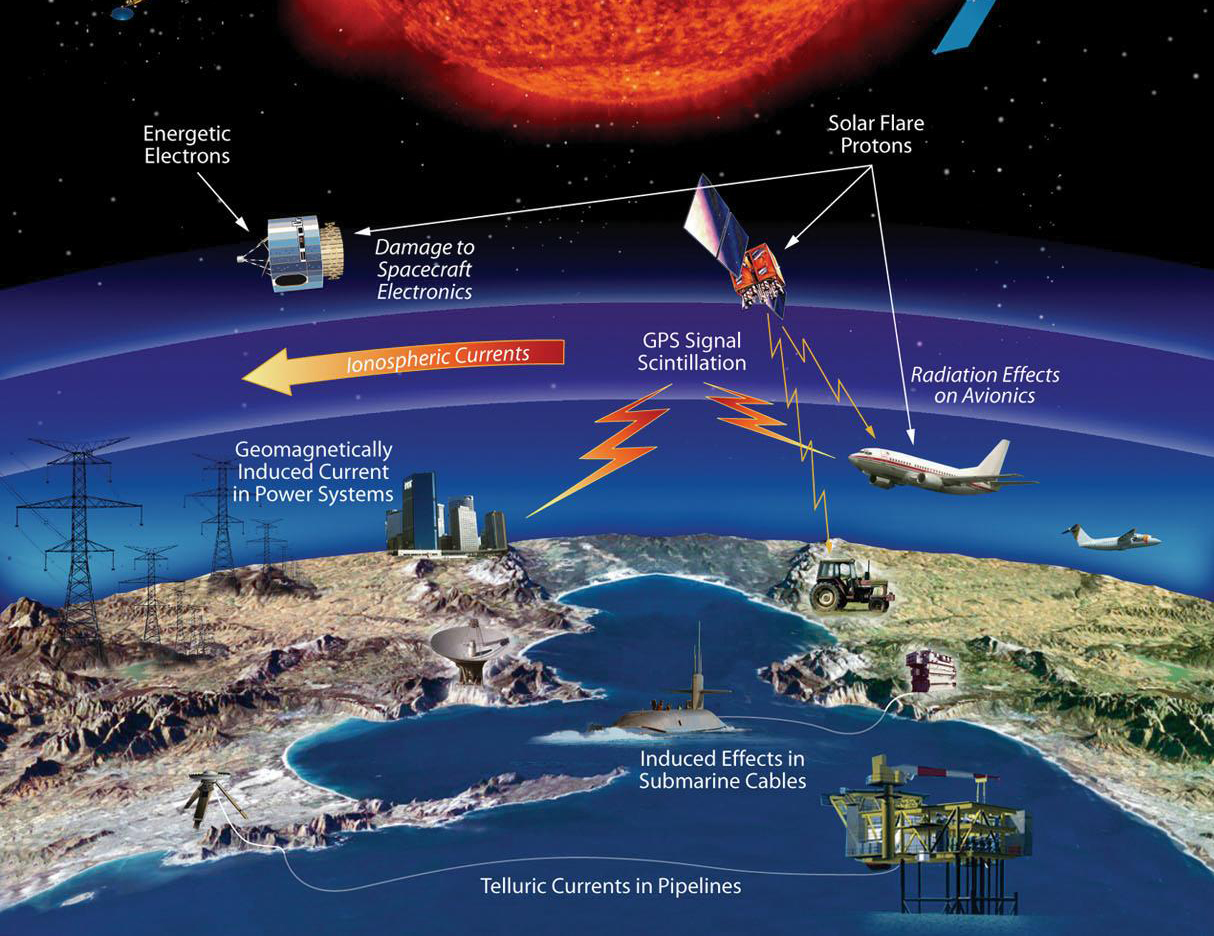 Energetic
Electrons
Solar Flare
Protons
Damage to
Spacecraft
Electronics
GPS Signal
Scintillation
Ionospheric Currents
Radiation Effects
on Avionics
Geomagnetically
Induced Current
in Power Systems
Induced Effects in
Submarine Cables
Telluric Currents in Pipelines